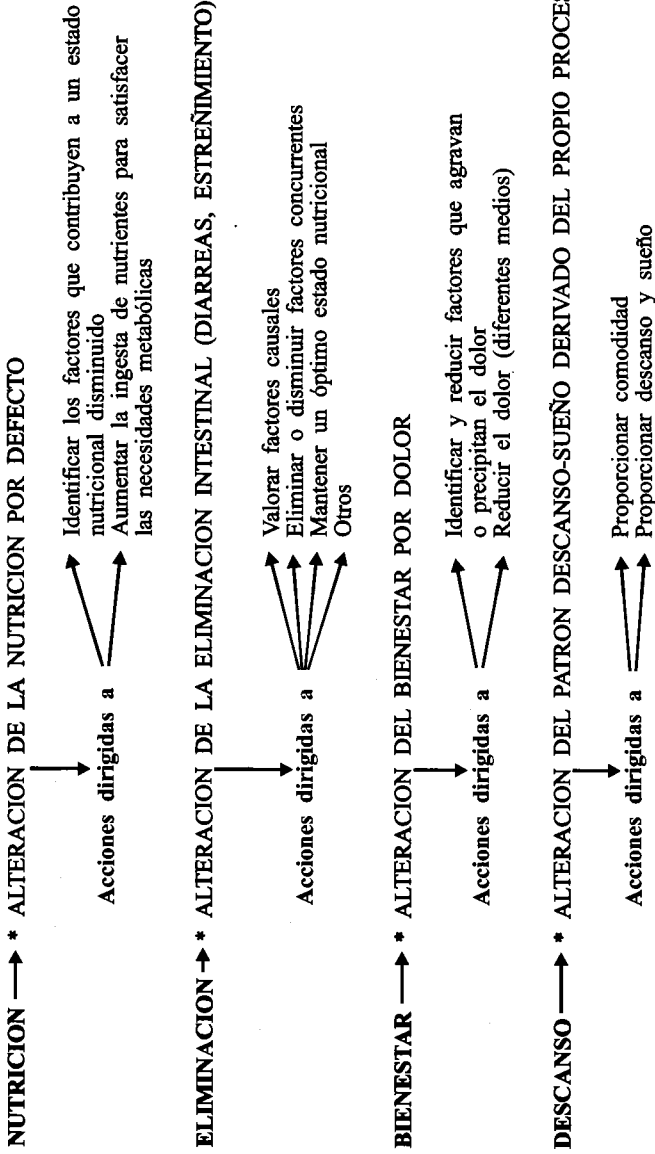 NUTRICION → * ALTERACION DE LA NUTRICION POR DEFECTO
Acciones dirigidas a
Identificar los factores que contribuyen a un estado
nutricional disminuido
Aumentar la ingesta de nutrientes para satisfacer
las necesidades metabólicas
ELIMINACION → * ALTERACION DE LA ELIMINACION INTESTINAL (DIARREAS, ESTREÑIMIENTO)
Acciones dirigidas a
Valorar factores causales
Eliminar o disminuir factores concurrentes
Mantener un óptimo estado nutricional
Otros
BIENESTAR → * ALTERACION DEL BIENESTAR POR DOLOR
Acciones dirigidas a
Identificar y reducir factores que agravan
o precipitan el dolor
Reducir el dolor (diferentes medios)
DESCANSO → * ALTERACION DEL PATRON DESCANSO-SUEÑO DERIVADO DEL PROPIO
Acciones dirigidas a
Proporcionar comodidad
Proporcionar descanso y sueño